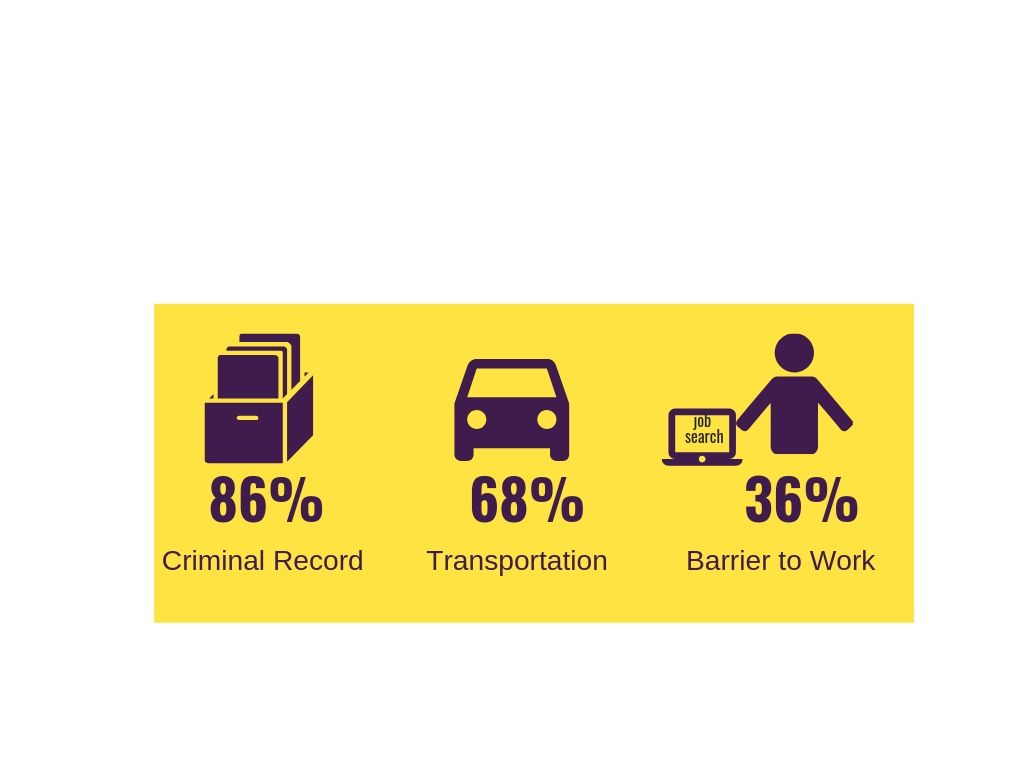 job
search
86%
68%
36%
Criminal Record
Transportation
Barrier to Work